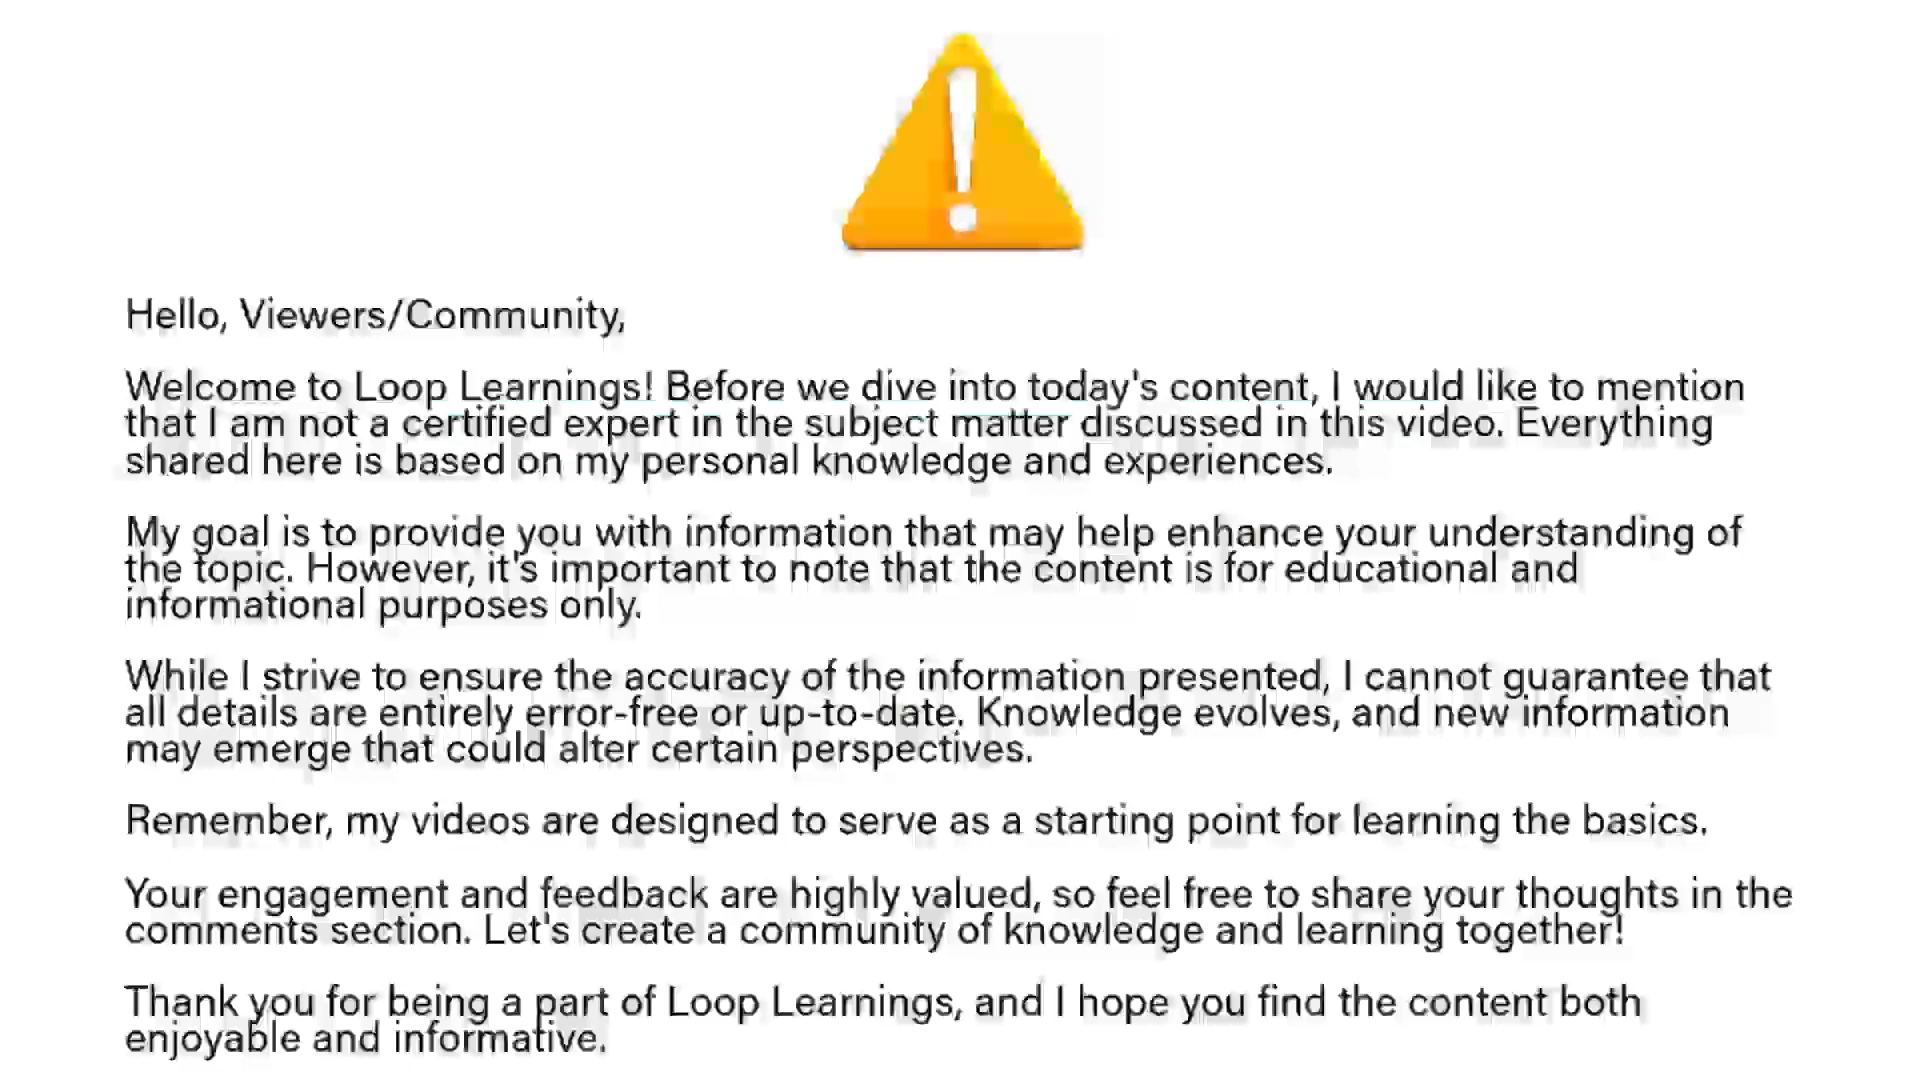 Hello, Viewers/Community,
Welcome to Loop Learnings! Before we dive into today's content, I would like to mention
that I am not a certified expert in the subject matter discussed in this video. Everything
shared here is based on my personal knowledge and experiences.
My goal is to provide you with information that may help enhance your understanding of
the topic. However, it's important to note that the content is for educational and
informational purposes only.
While I strive to ensure the accuracy of the information presented, I cannot guarantee that
all details are entirely error-free or up-to-date. Knowledge evolves, and new information
may emerge that could alter certain perspectives.
Remember, my videos are designed to serve as a starting point for learning the basics.
Your engagement and feedback are highly valued, so feel free to share your thoughts in the
comments section. Let's create a community of knowledge and learning together!
Thank you for being a part of Loop Learnings, and I hope you find the content both
enjoyable and informative.